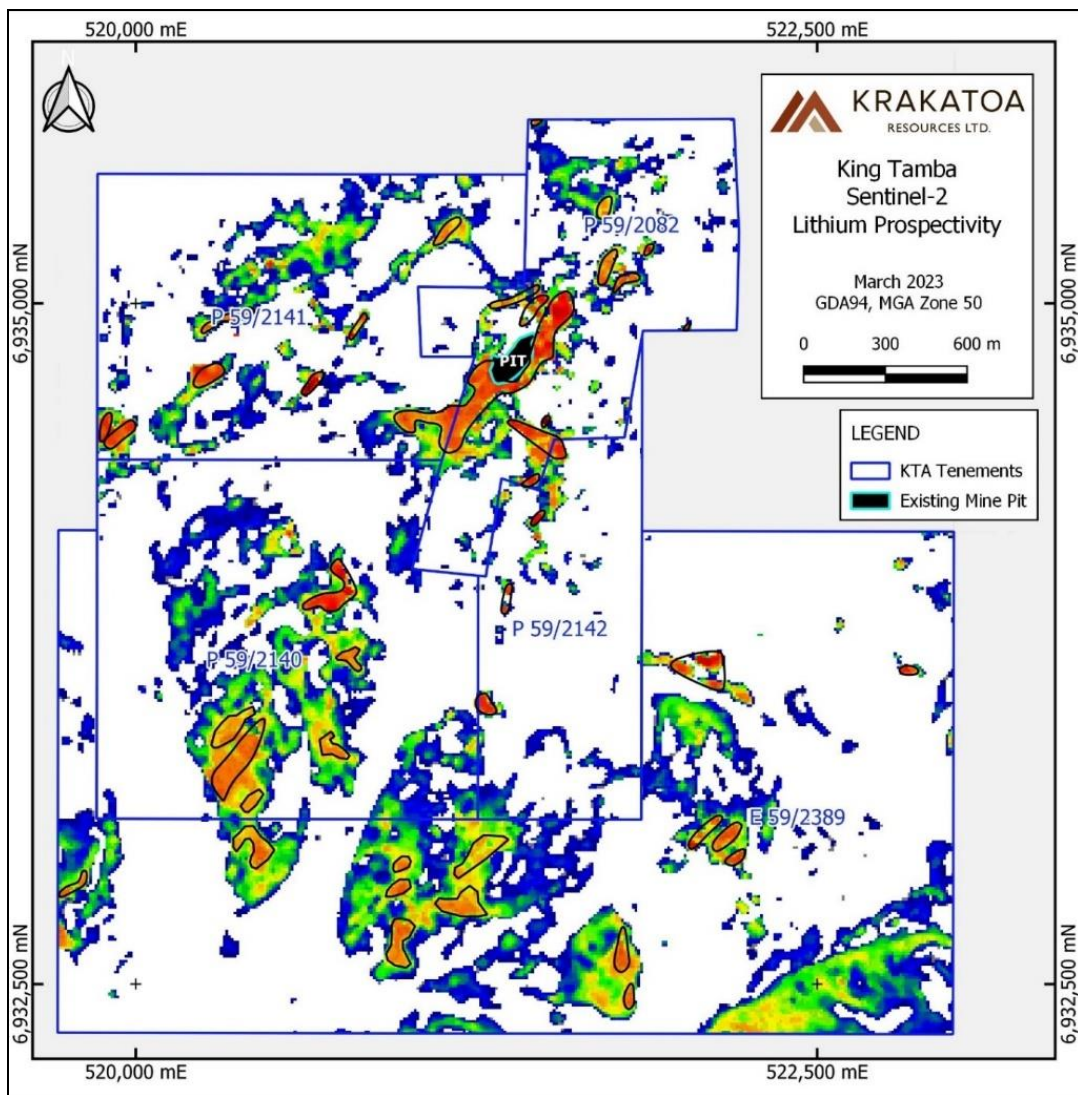 520,000 mE
522,500 mE
N
KRAKATOA
RESOURCES LTD.
King Tamba
Sentinel-2
Lithium Prospectivity
March 2023
GDA94, MGA Zone 50
0 300 600 m
LEGEND
KTA Tenements
Existing Mine Pit
P 59/2082
6,935,000 mN
6,935,000 mN
P 59/2141
PIT
P 59/2142
P 59/2140
E 59/2389
6,932,500 mN
6,932,500 mN
520,000 mE
522,500 mE